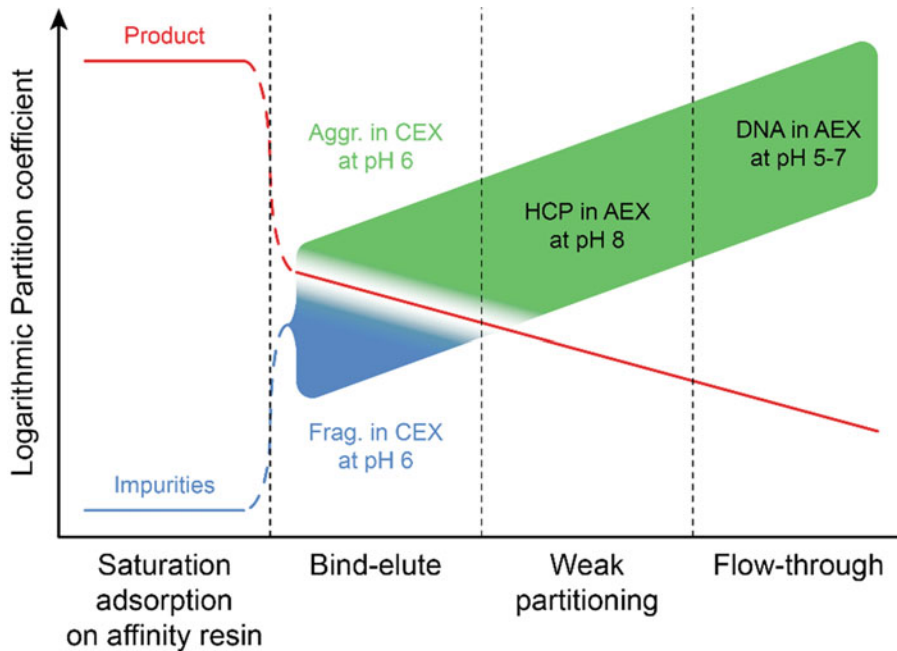 Logarithmic Partition coefficient
Product
Aggr. in CEX
at pH 6
HCP in AEX
at pH 8
DNA in AEX
at pH 5-7
Frag. in CEX
at pH 6
Impurities
Saturation
adsorption
on affinity resin
Bind-elute
Weak
partitioning
Flow-through